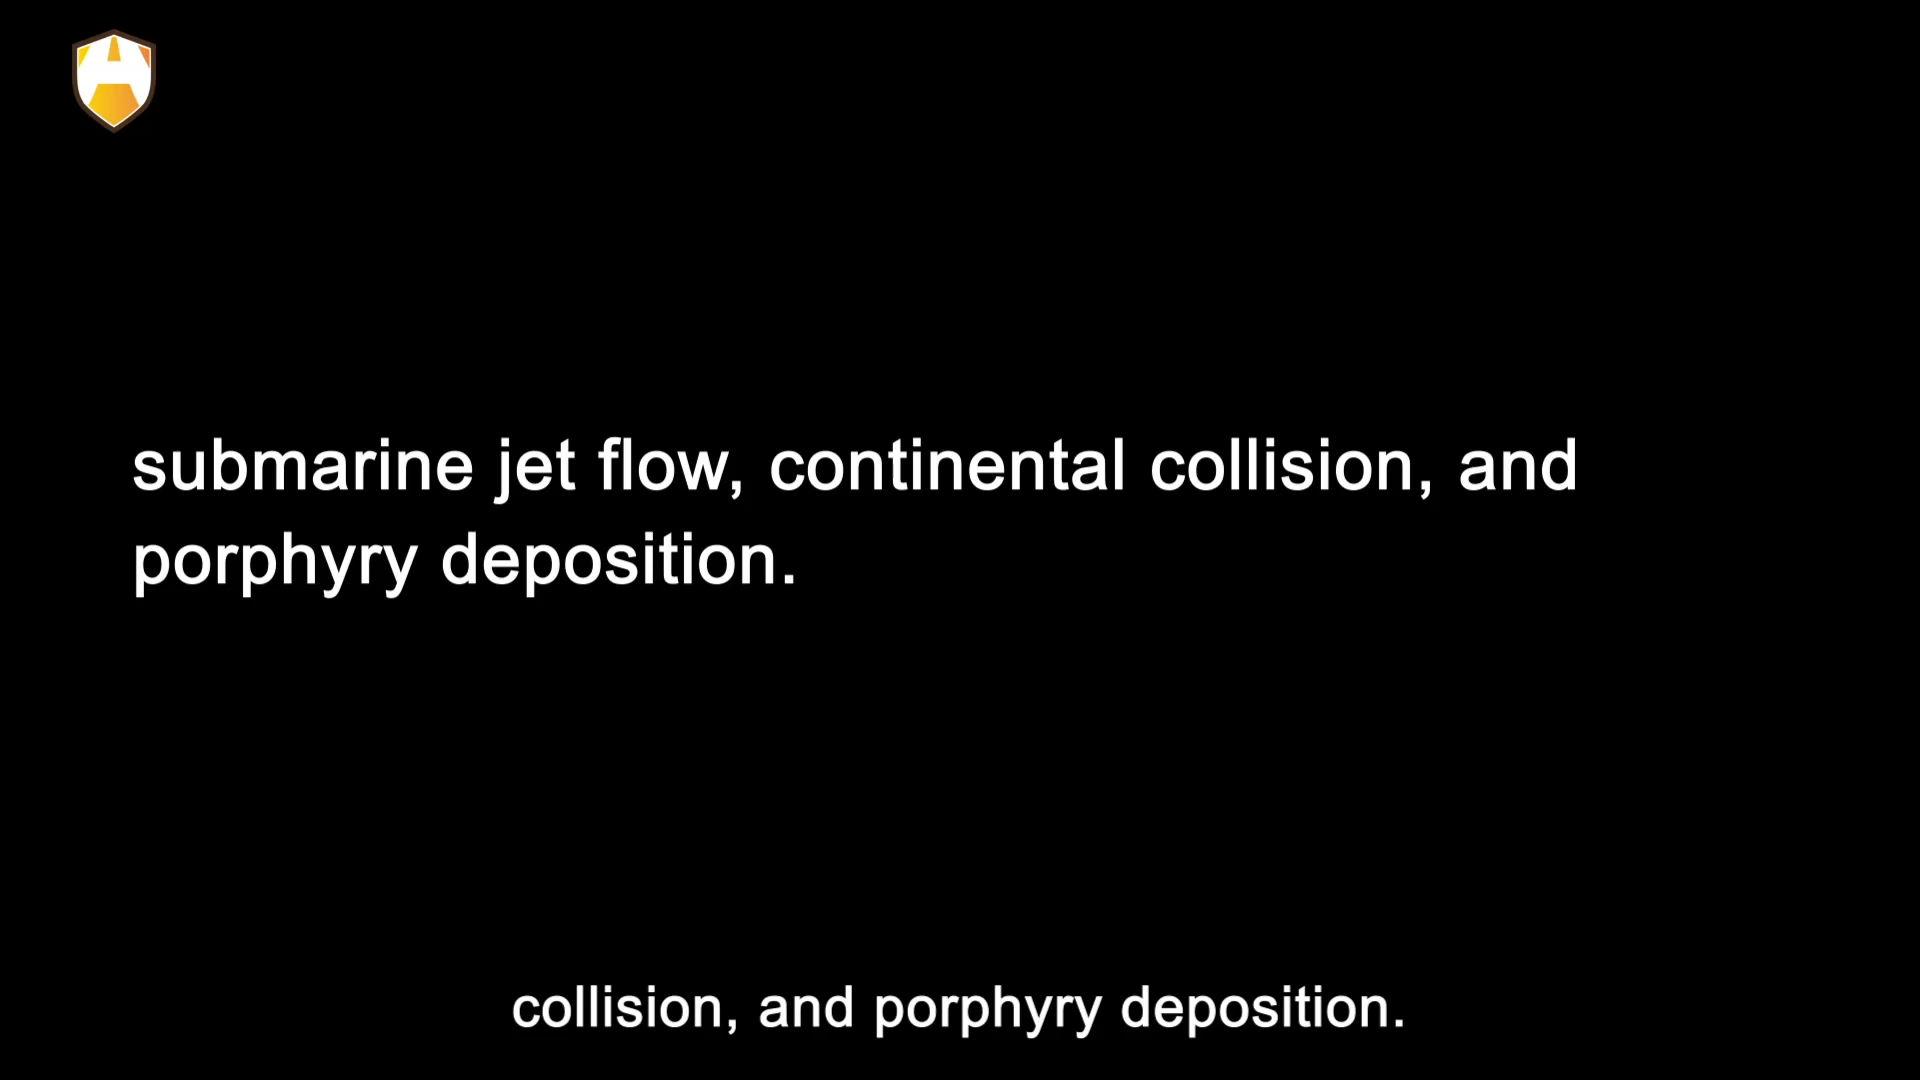 submarine jet flow, continental collision, and
porphyry deposition.
collision, and porphyry deposition.